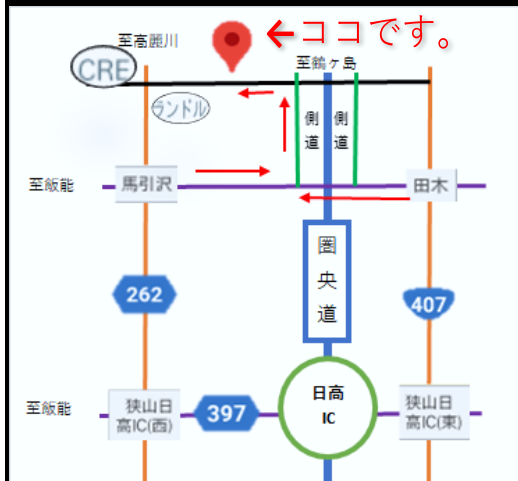 至高麗川
←ココです。
至鶴ヶ島
CRE
ランドル
側道
側道
至飯能
馬引沢
田木
圏央道
262
407
至飯能
狭山日
高IC(西)
397
日高
IC
狭山日
高IC(東)